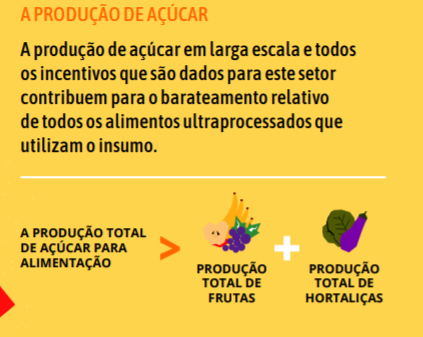 A PRODUÇÃO DE AÇÚCAR
A produção de açúcar em larga escala e todos
os incentivos que são dados para este setor
contribuem para o barateamento relativo
de todos os alimentos ultraprocessados que
utilizam o insumo.
A PRODUÇÃO TOTAL
DE AÇÚCAR PARA
ALIMENTAÇÃO
>
PRODUÇÃO
TOTAL DE
FRUTAS
+
PRODUÇÃO
TOTAL DE
HORTALIÇAS